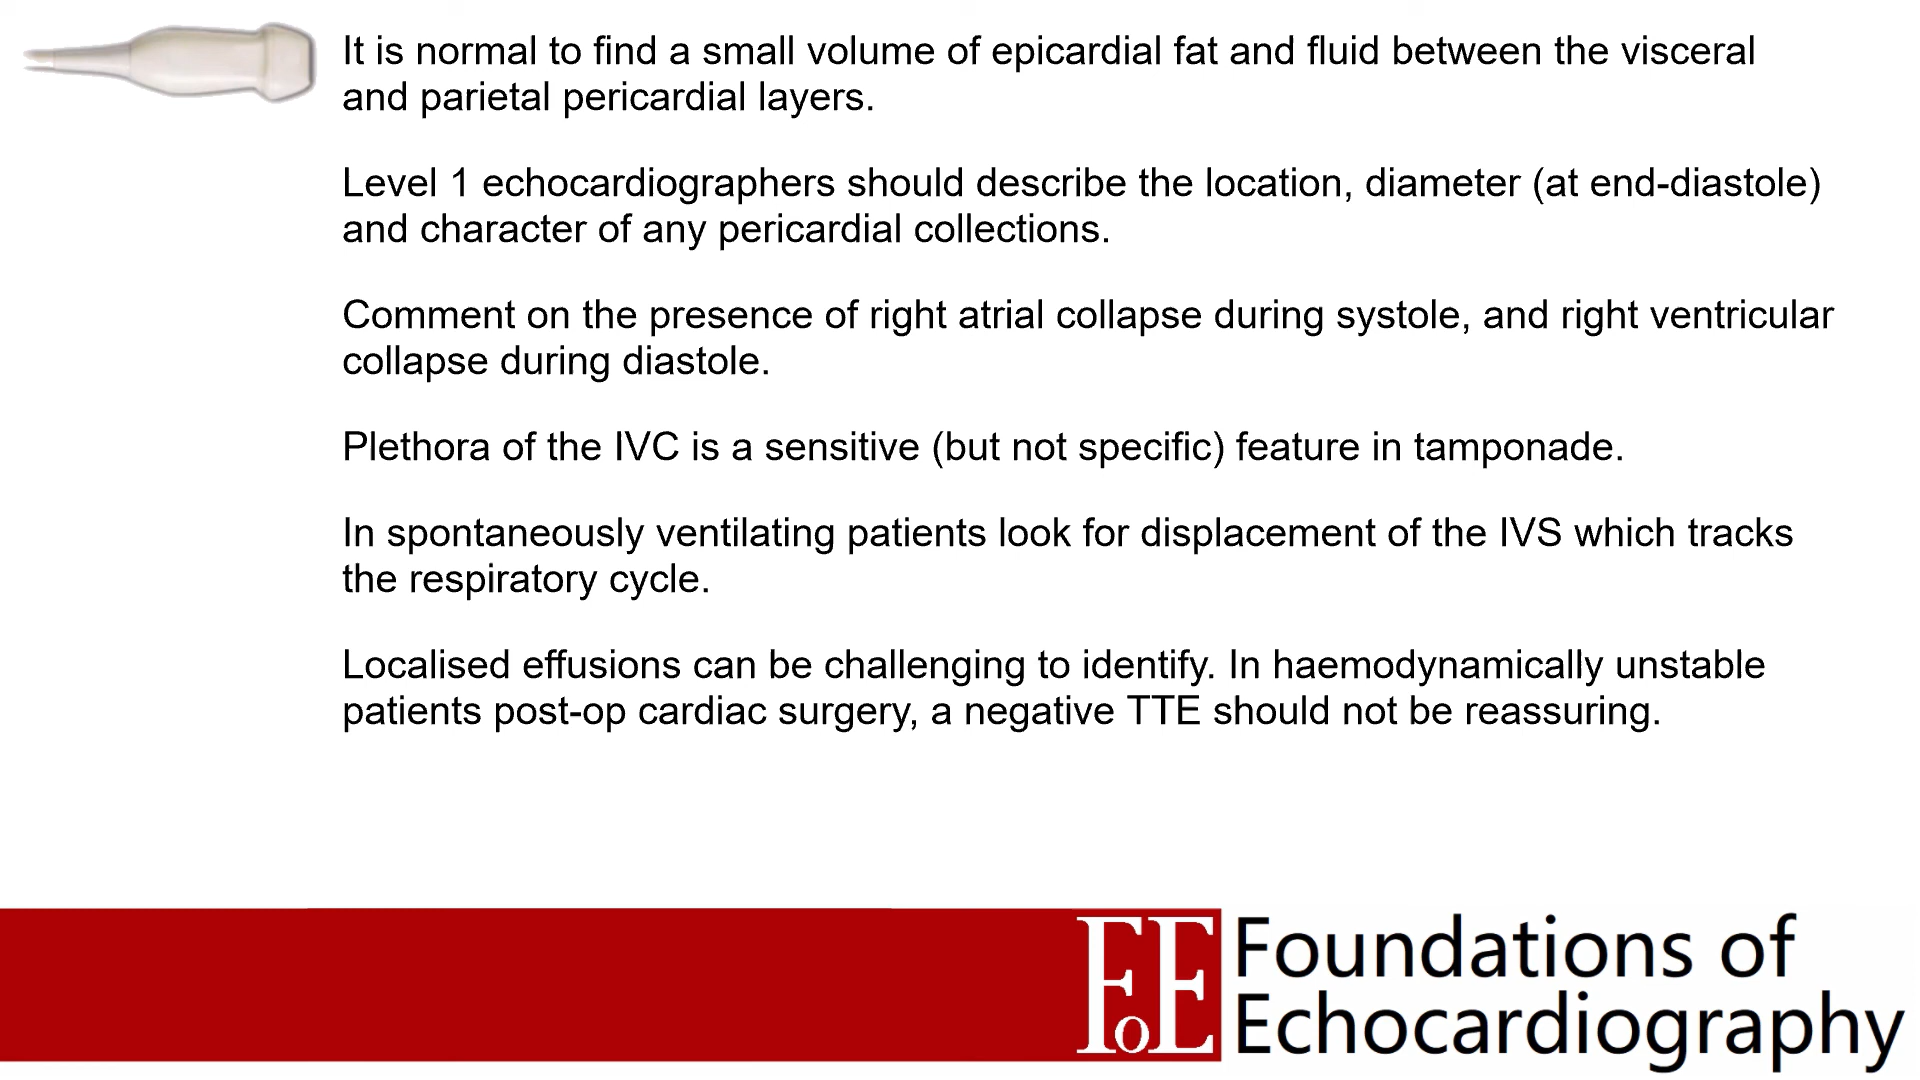 It is normal to find a small volume of epicardial fat and fluid between the visceral
and parietal pericardial layers.
Level 1 echocardiographers should describe the location, diameter (at end-diastole)
and character of any pericardial collections.
Comment on the presence of right atrial collapse during systole, and right ventricular
collapse during diastole.
Plethora of the IVC is a sensitive (but not specific) feature in tamponade.
In spontaneously ventilating patients look for displacement of the IVS which tracks
the respiratory cycle.
Localised effusions can be challenging to identify. In haemodynamically unstable
patients post-op cardiac surgery, a negative TTE should not be reassuring.
FoE
Foundations of
Echocardiography